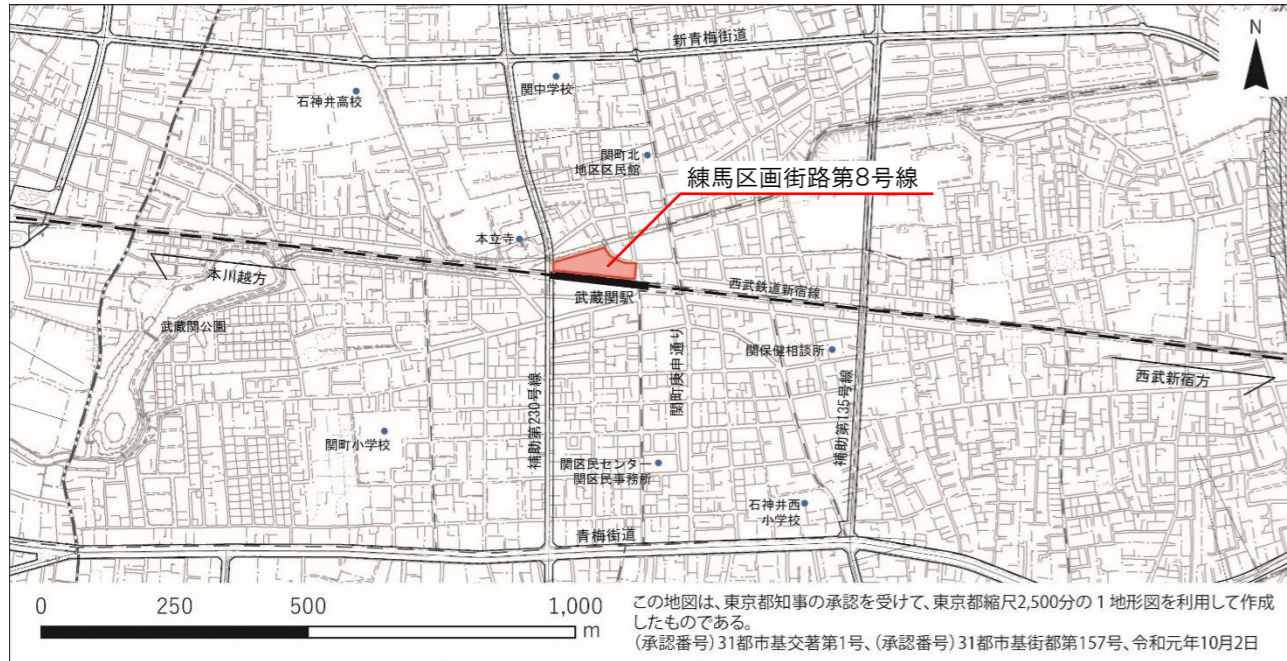 新青梅街道
N
関中学校
石神井高校
関町北
地区区民館
練馬区画街路第8号線
本立寺
本川越方
武蔵関駅
西武鉄道新宿線
武蔵関公園
関町庚申通り
関保健相談所
西武新宿方
補助第230号線
補助第135号線
関町小学校
関区民センター
関区民事務所
石神井西
小学校
青梅街道
0 250 500 1,000
m
この地図は、東京都知事の承認を受けて、東京都縮尺2,500分の1地形図を利用して作成
したものである。
(承認番号)31都市基交著第1号、(承認番号)31都市基街都第157号、令和元年10月2日